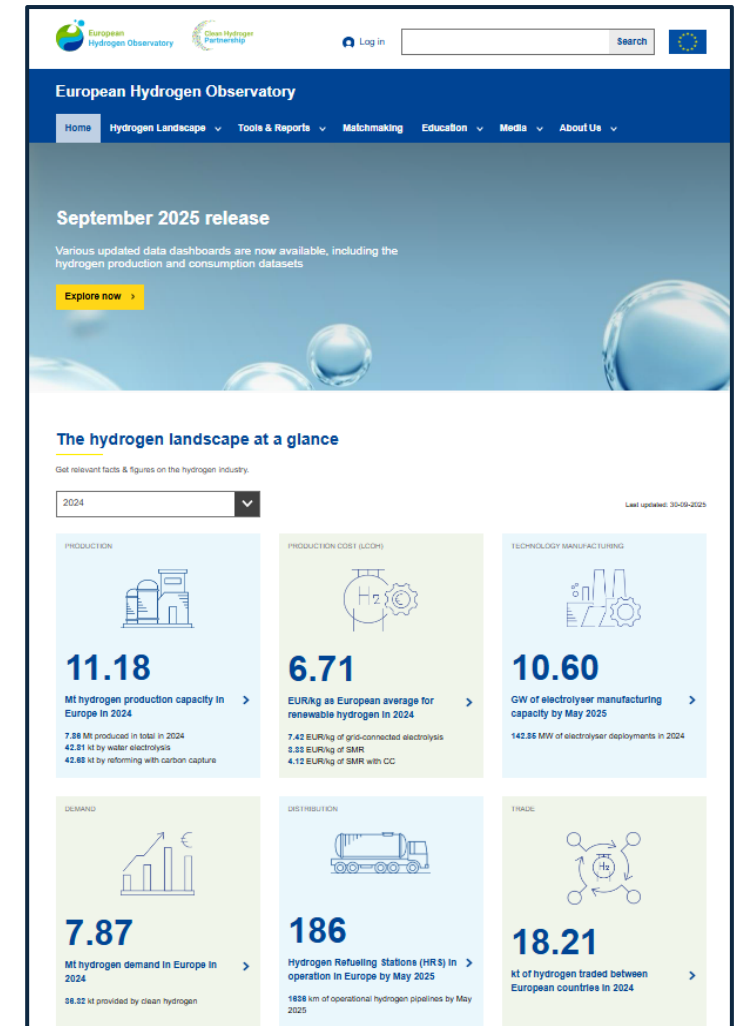 European
Hydrogen Observatory
Clean Hydrogen
Partnership
Log in
Search
European Hydrogen Observatory
Home
Hydrogen Landscape
Tools & Reports
Matchmaking
Education
Media
About Us
September 2025 release
Various updated data dashboards are now available, including the
hydrogen production and consumption datasets
Explore now
The hydrogen landscape at a glance
Get relevant facts & figures on the hydrogen industry.
2024
Last updated: 30-09-2025
PRODUCTION
11.18
Mt hydrogen production capacity in
Europe in 2024
7.86 Mt produced in total in 2024
42.81 kt by water electrolysis
42.63 kt by reforming with carbon capture
PRODUCTION COST (LCOH)
H2
6.71
EUR/kg as European average for
renewable hydrogen in 2024
7.42 EUR/kg of grid-connected electrolysis
3.33 EUR/kg of SMR
4.12 EUR/kg of SMR with CC
TECHNOLOGY MANUFACTURING
10.60
GW of electrolyser manufacturing
capacity by May 2025
142.85 MW of electrolyser deployments in 2024
DEMAND
7.87
Mt hydrogen demand in Europe in
2024
36.32 kt provided by clean hydrogen
DISTRIBUTION
186
Hydrogen Refueling Stations (HRS) in
operation in Europe by May 2025
1636 km of operational hydrogen pipelines by May
2025
TRADE
H2
18.21
kt of hydrogen traded between
European countries in 2024